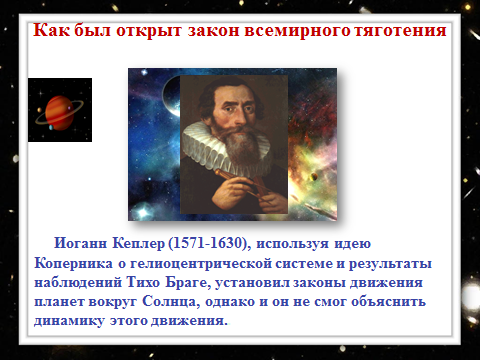 Как был открыт закон всемирного тяготения
Иоганн Кеплер (1571-1630), используя идею
Коперника о гелиоцентрической системе и результаты
наблюдений Тихо Браге, установил законы движения
планет вокруг Солнца, однако и он не смог объяснить
динамику этого движения.